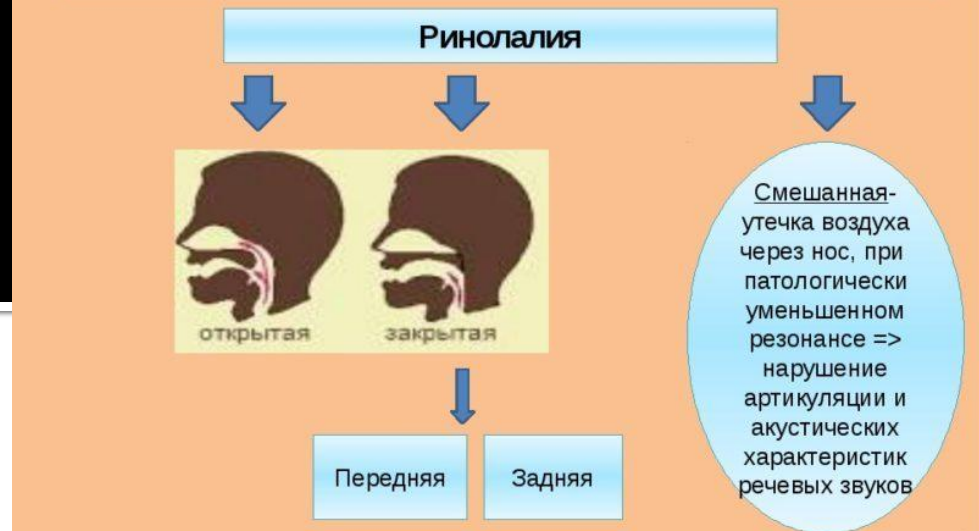 Ринолалия
открытая
закрытая
Передняя
Задняя
Смешанная-
утечка воздуха
через нос, при
патологически
уменьшенном
резонансе =>
нарушение
артикуляции и
акустических
характеристик
речевых звуков